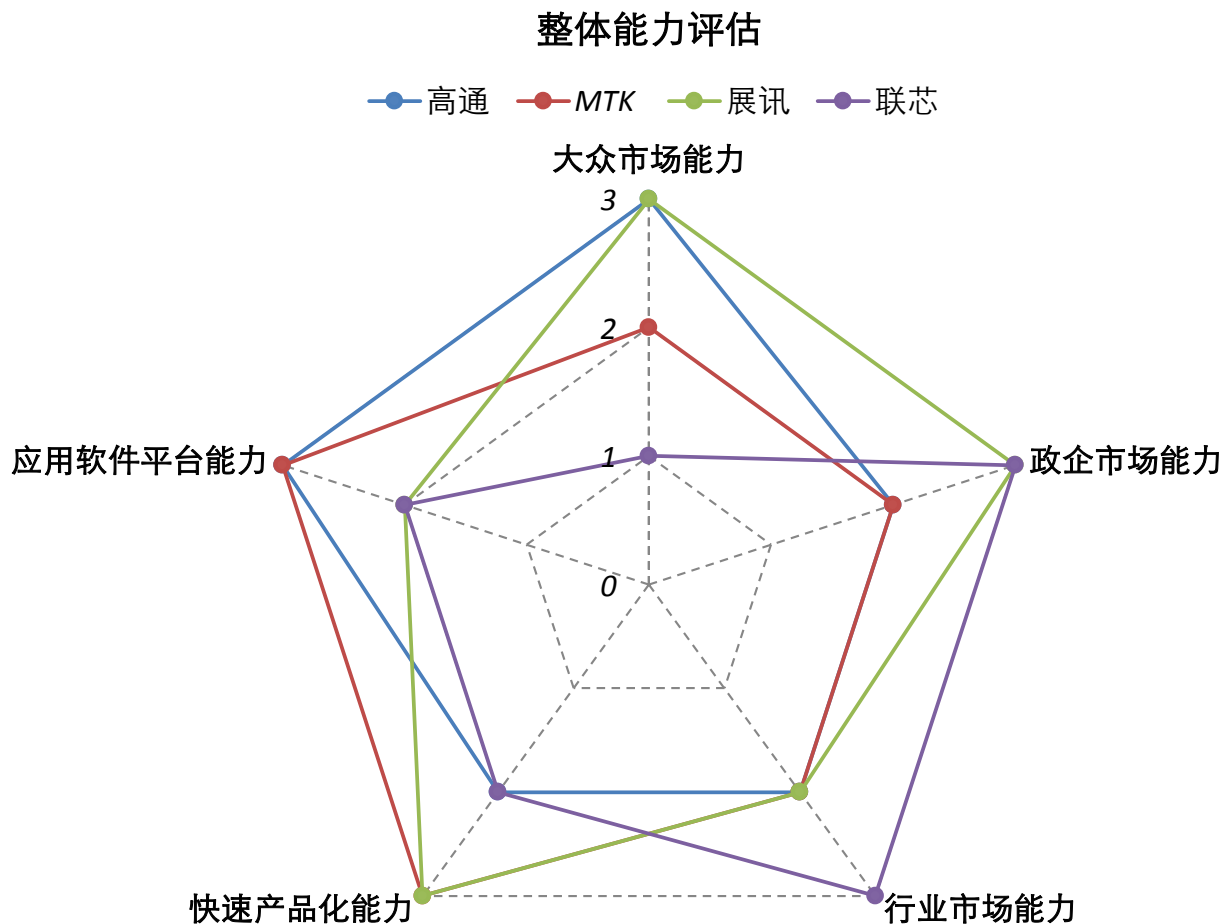 整体能力评估
高通 MTK 展讯 联芯
大众市场能力
3
2
1
0
应用软件平台能力
政企市场能力
快速产品化能力
行业市场能力